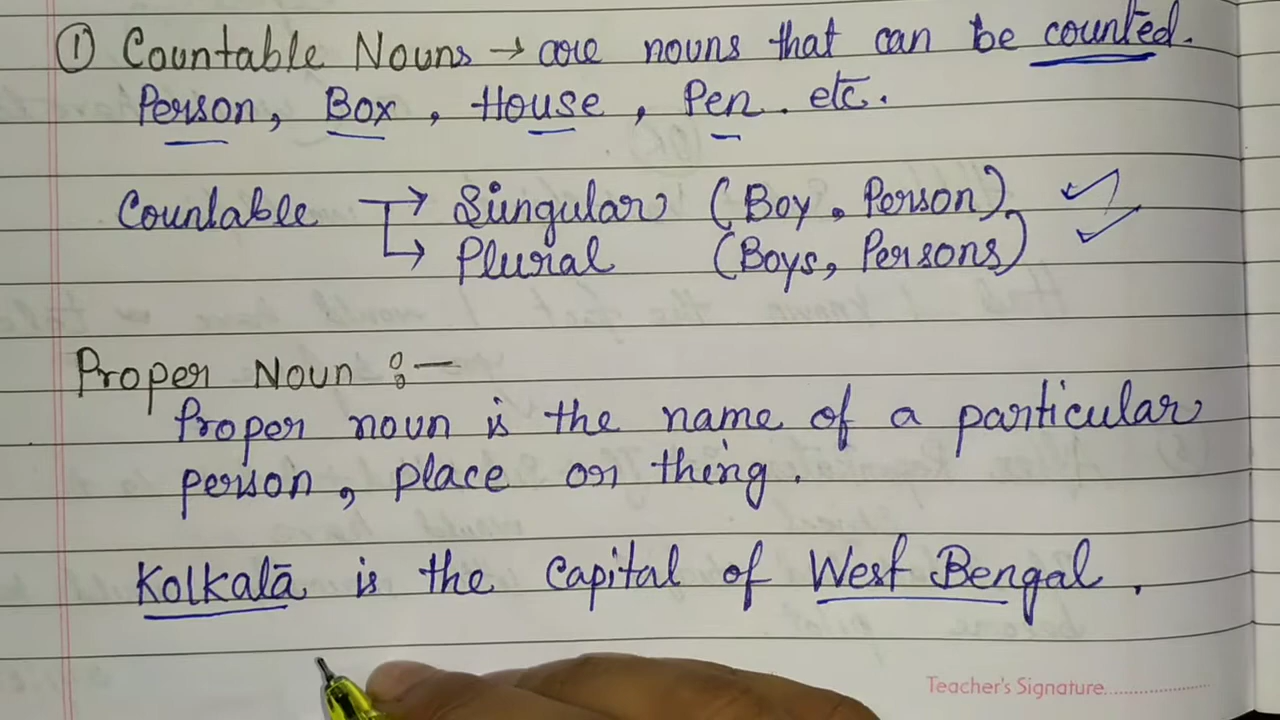 ① Countable Nouns → are nouns that can be counted.
Person, Box, House, Pen. etc.
Countable → Singular (Boy, Person)
→ Plural (Boys, Persons)
Proper Noun :-
Proper noun is the name of a particular
person, place or thing.
Kolkata is the capital of West Bengal.
Teacher's Signature....................